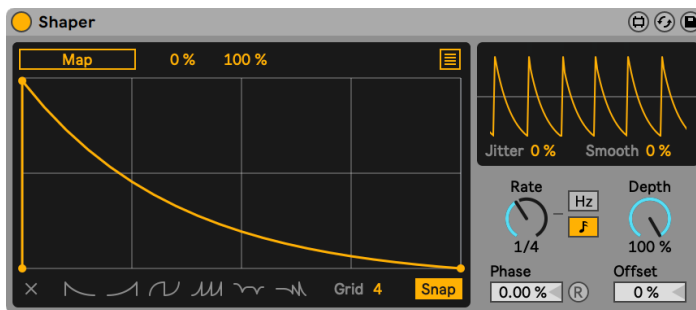 Shaper
Map 0 % 100 %
Grid 4 Snap
Jitter 0 % Smooth 0 %
Rate Depth
Hz
1/4 100 %
Phase Offset
0.00 % R 0 %